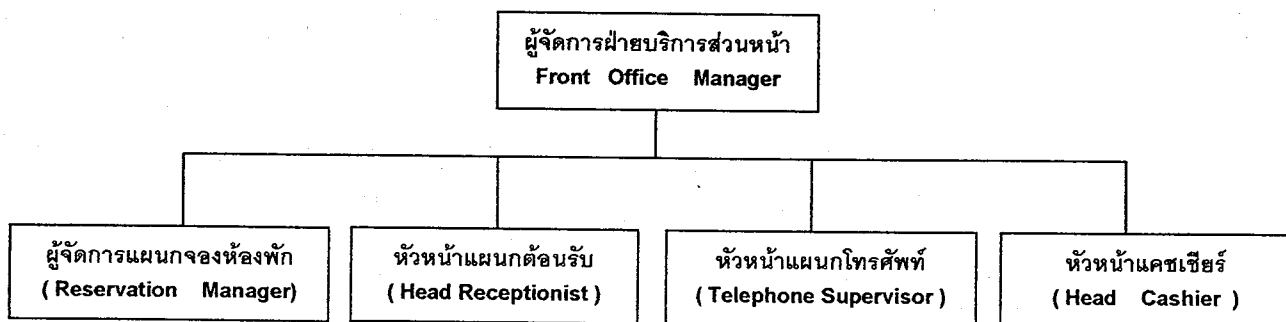 ผู้จัดการฝ่ายบริการส่วนหน้า
Front Office Manager
ผู้จัดการแผนกจองห้องพัก
( Reservation Manager)
หัวหน้าแผนกต้อนรับ
( Head Receptionist )
หัวหน้าแผนกโทรศัพท์
( Telephone Supervisor )
หัวหน้าแคชเชียร์
( Head Cashier )